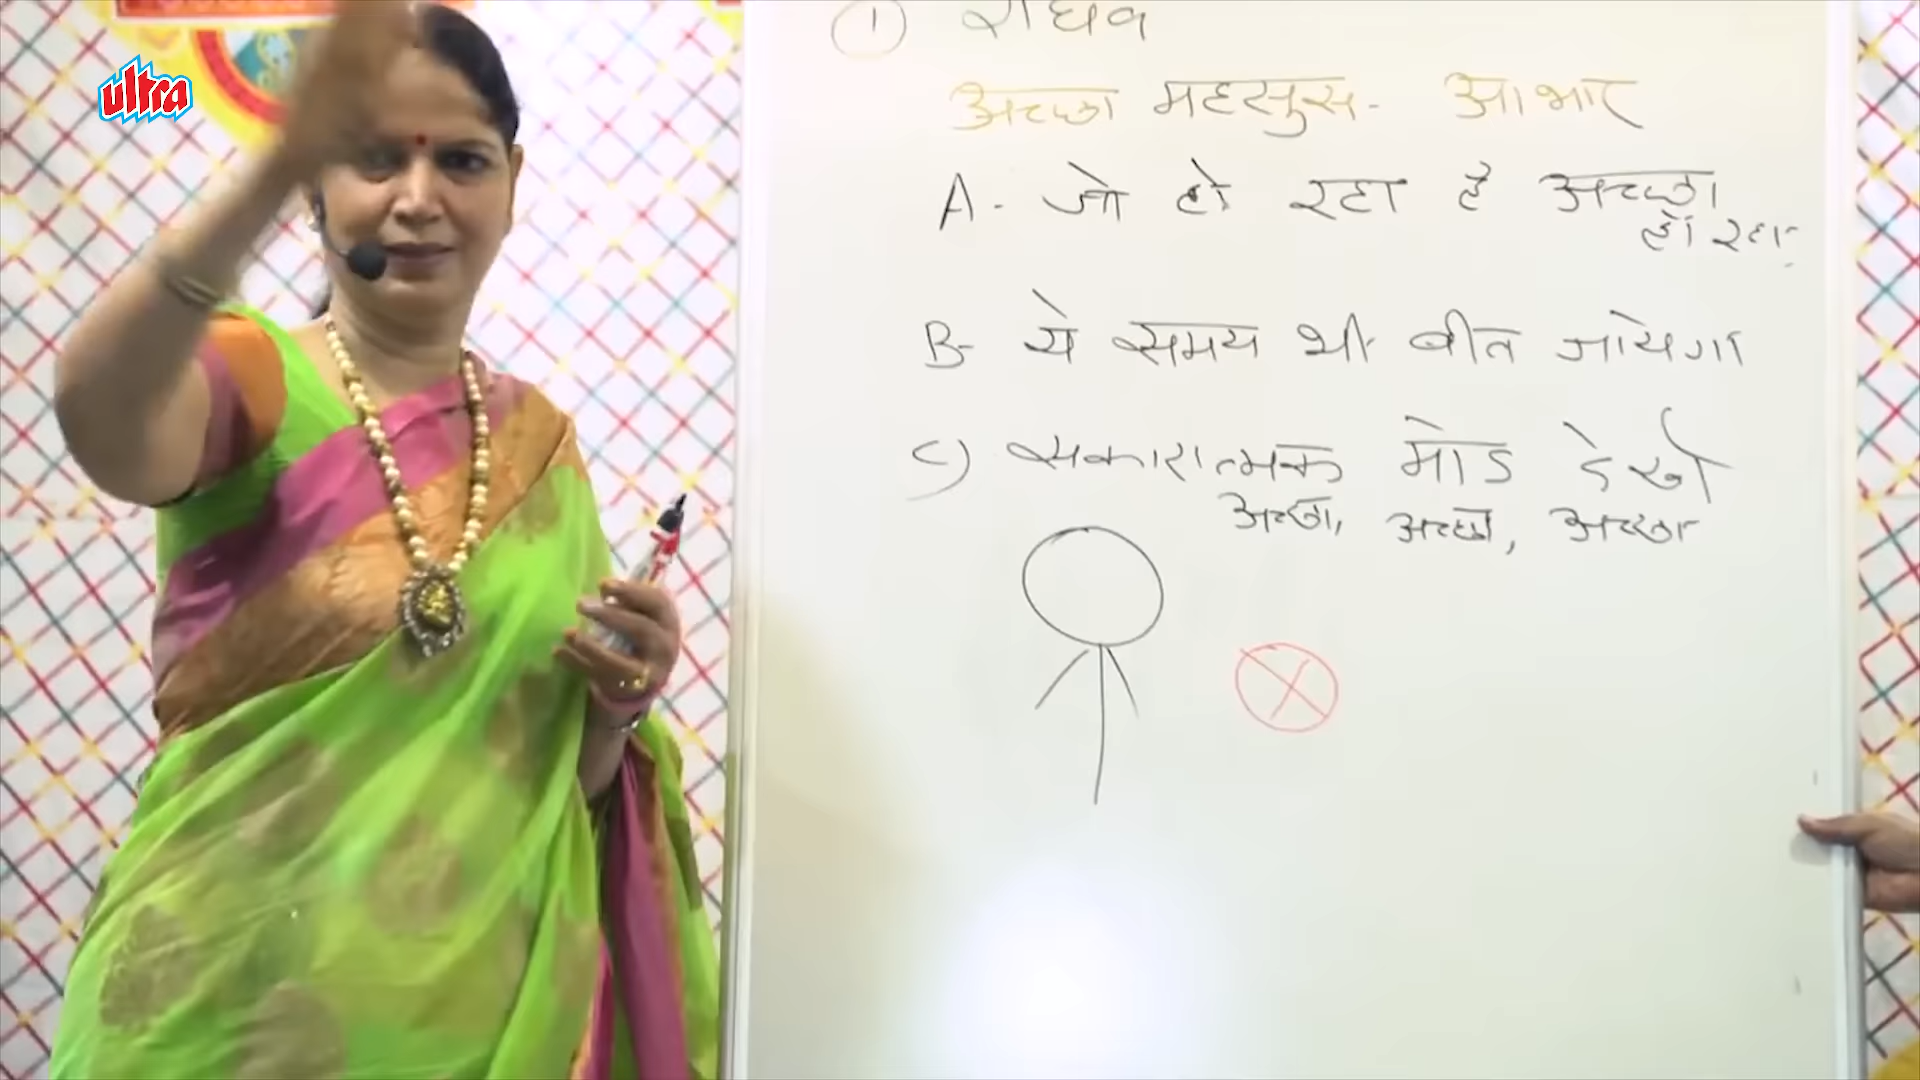 ultra
① राघव
अच्छा महसुस - आभार
A - जो हो रहा है अच्छा
हो रहा
B - ये समय भी बीत जायेगा
C) सकारात्मक मोड देखो
अच्छा, अच्छा, अच्छा